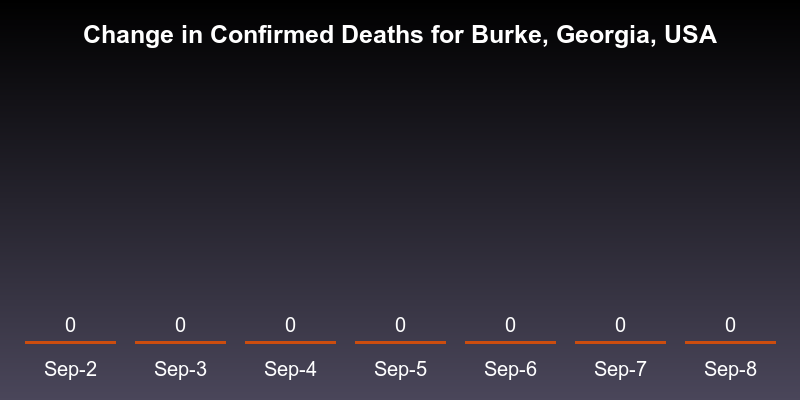 Change in Confirmed Deaths for Burke, Georgia, USA
0 0 0 0 0 0 0
Sep-2 Sep-3 Sep-4 Sep-5 Sep-6 Sep-7 Sep-8